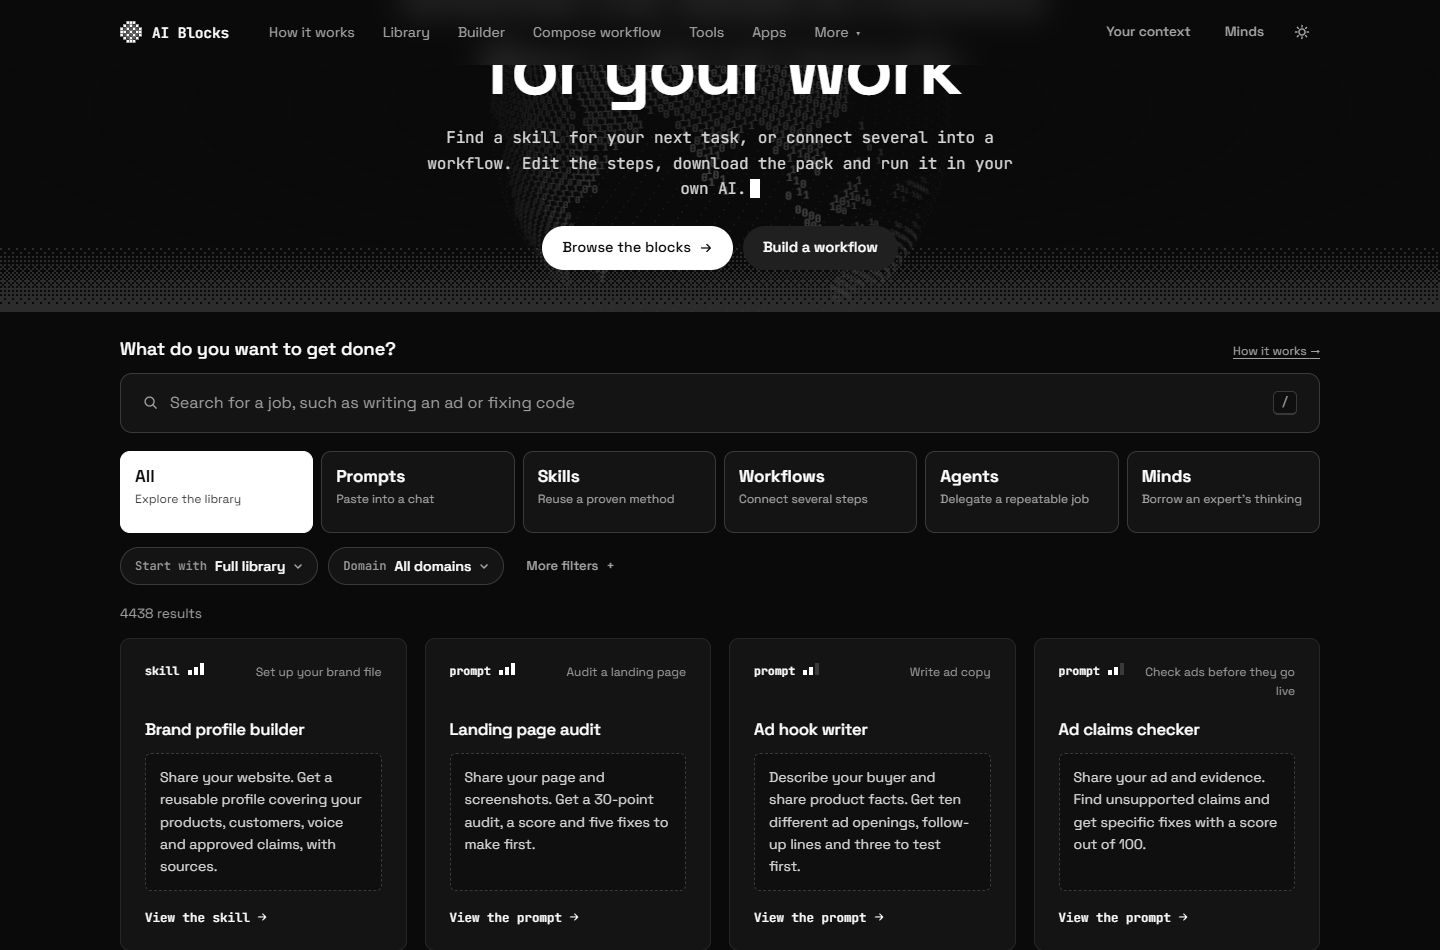 AI Blocks
How it works
Library
Builder
Compose workflow
Tools
Apps
More
Your context
Minds
for your work
Find a skill for your next task, or connect several into a
workflow. Edit the steps, download the pack and run it in your
own AI.
Browse the blocks →
Build a workflow
What do you want to get done?
How it works →
Search for a job, such as writing an ad or fixing code
/
All
Explore the library
Prompts
Paste into a chat
Skills
Reuse a proven method
Workflows
Connect several steps
Agents
Delegate a repeatable job
Minds
Borrow an expert's thinking
Start with Full library
Domain All domains
More filters +
4438 results
skill
Set up your brand file
Brand profile builder
Share your website. Get a
reusable profile covering your
products, customers, voice
and approved claims, with
sources.
View the skill →
prompt
Audit a landing page
Landing page audit
Share your page and
screenshots. Get a 30-point
audit, a score and five fixes to
make first.
View the prompt →
prompt
Write ad copy
Ad hook writer
Describe your buyer and
share product facts. Get ten
different ad openings, follow-
up lines and three to test
first.
View the prompt →
prompt
Check ads before they go
live
Ad claims checker
Share your ad and evidence.
Find unsupported claims and
get specific fixes with a score
out of 100.
View the prompt →